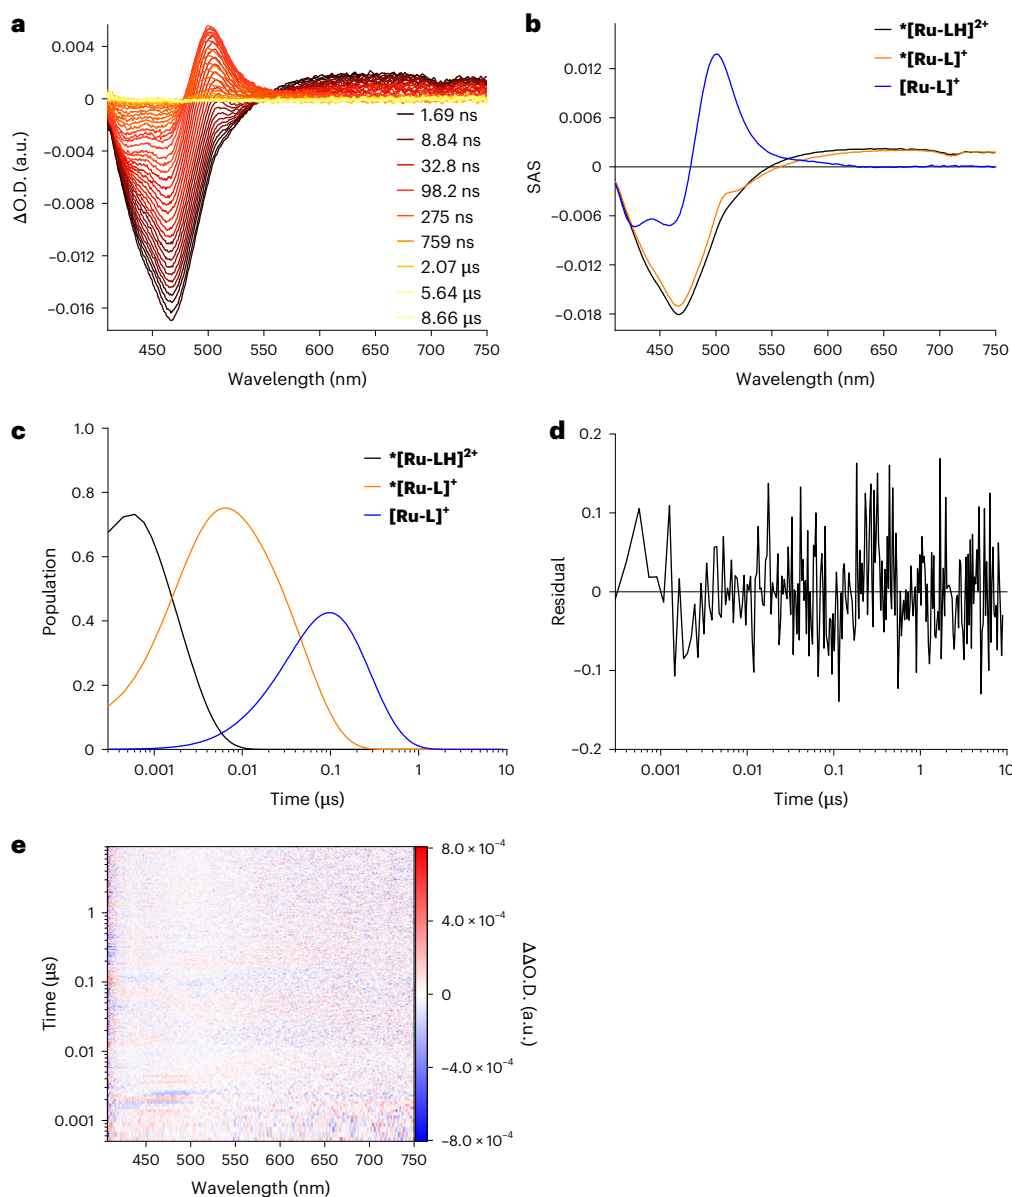 a
0.004
0
−0.004
−0.008
−0.012
−0.016
ΔO.D. (a.u.)
1.69 ns
8.84 ns
32.8 ns
98.2 ns
275 ns
759 ns
2.07 µs
5.64 µs
8.66 µs
450 500 550 600 650 700 750
Wavelength (nm)
b
0.012
0.006
0
−0.006
−0.012
−0.018
SAS
*[Ru-LH]²⁺
*[Ru-L]⁺
[Ru-L]⁺
450 500 550 600 650 700 750
Wavelength (nm)
c
1.0
0.8
0.6
0.4
0.2
0
Population
*[Ru-LH]²⁺
*[Ru-L]⁺
[Ru-L]⁺
0.001 0.01 0.1 1 10
Time (µs)
d
0.2
0.1
0
−0.1
−0.2
Residual
0.001 0.01 0.1 1 10
Time (µs)
e
1
0.1
0.01
0.001
Time (µs)
450 500 550 600 650 700 750
Wavelength (nm)
8.0 × 10⁻⁴
4.0 × 10⁻⁴
0
−4.0 × 10⁻⁴
−8.0 × 10⁻⁴
ΔΔO.D. (a.u.)